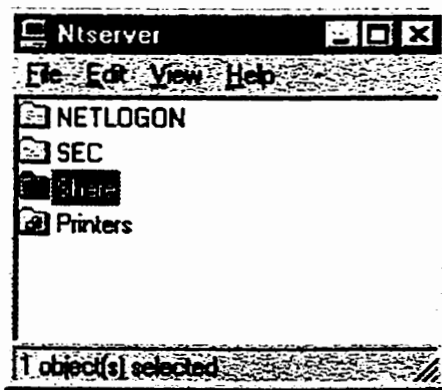 Ntserver
File Edit View Help
NETLOGON
SEC
Share
Printers
1 object(s) selected